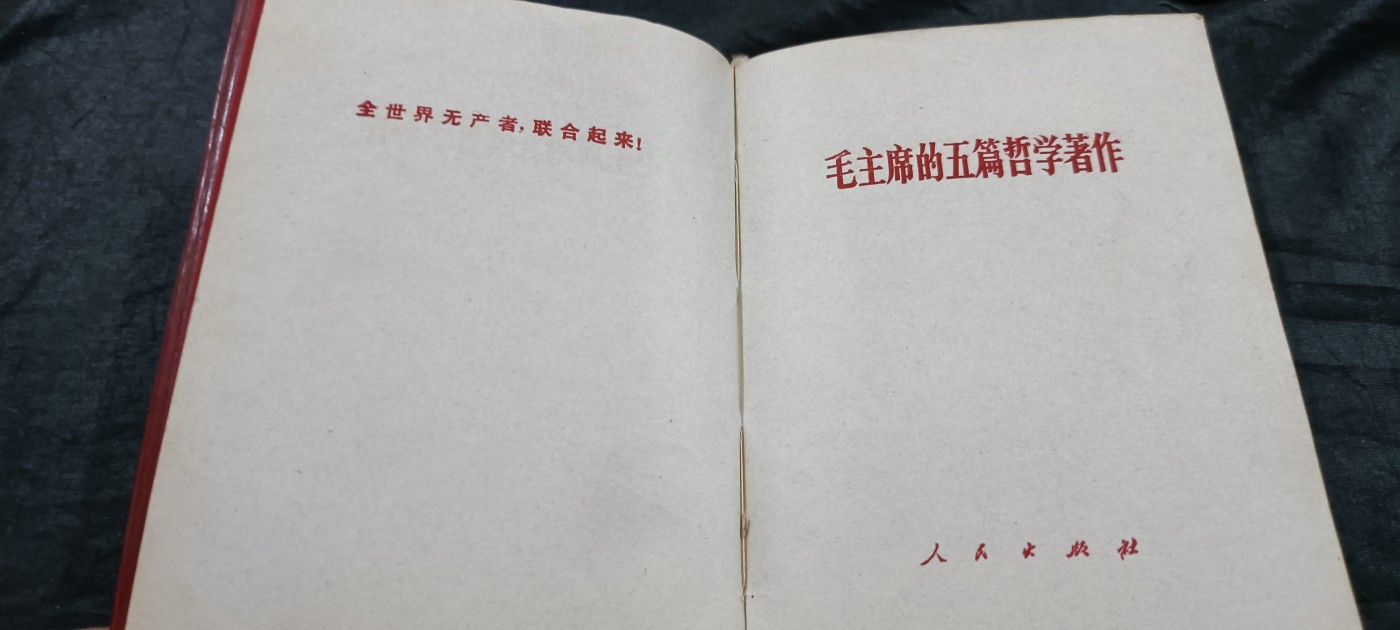 全世界无产者，联合起来！
毛主席的五篇哲学著作
人民出版社